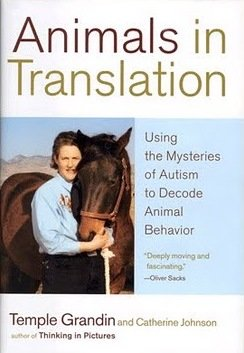 Animals in
Translation
Using
the Mysteries
of Autism
to Decode
Animal
Behavior
"Deeply moving and
fascinating."
—Oliver Sacks
Temple Grandin and Catherine Johnson
author of Thinking in Pictures